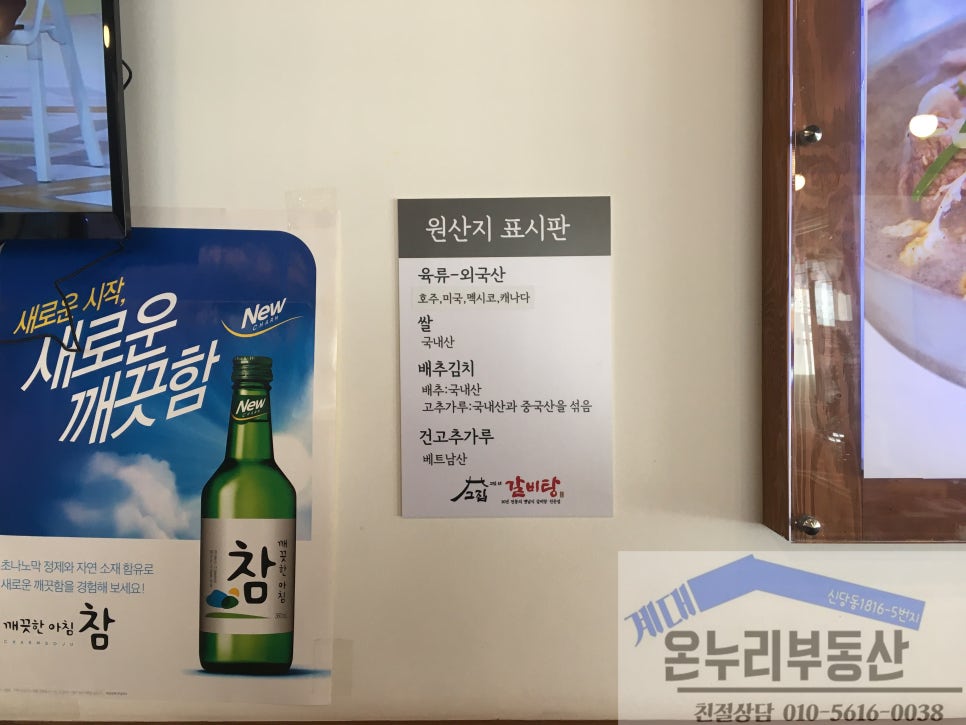 새로운 시작,
새로운
깨끗함
New
CHARM
New
깨끗한 아침
참
초나노막 정제와 자연 소재 함유로
새로운 깨끗함을 경험해 보세요!
깨끗한 아침 참
CHARMSOJU
원산지 표시판
육류-외국산
호주,미국,멕시코,캐나다
쌀
국내산
배추김치
배추:국내산
고추가루:국내산과 중국산을 섞음
건고추가루
베트남산
그집 갈비탕
계대
신당동1816-5번지
온누리부동산
친절상담 010-5616-0038